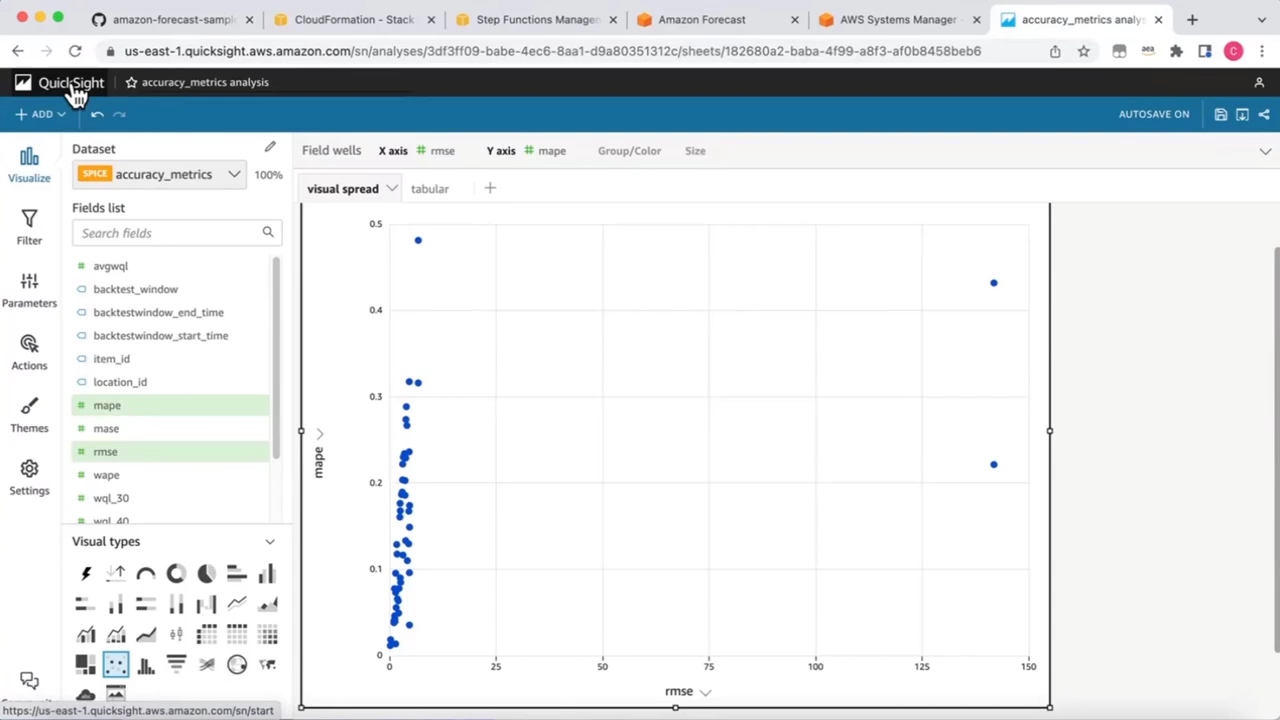 amazon-forecast-sampl
CloudFormation - Stack
Step Functions Manage
Amazon Forecast
AWS Systems Manager -
accuracy_metrics analys
us-east-1.quicksight.aws.amazon.com/sn/analyses/3df3ff09-babe-4ec6-8aa1-d9a80351312c/sheets/182680a2-baba-4f99-a8f3-af0b8458beb6
aea
C
QuickSight
accuracy_metrics analysis
ADD
AUTOSAVE ON
Visualize
Filter
Parameters
Actions
Themes
Settings
Dataset
SPICE accuracy_metrics 100%
Fields list
Search fields
avgwql
backtest_window
backtestwindow_end_time
backtestwindow_start_time
item_id
location_id
mape
mase
rmse
wape
wql_30
wql_40
Visual types
Field wells X axis rmse Y axis mape Group/Color Size
visual spread
tabular
0.5
0.4
0.3
0.2
0.1
0
mape
0 25 50 75 100 125 150
rmse
https://us-east-1.quicksight.aws.amazon.com/sn/start